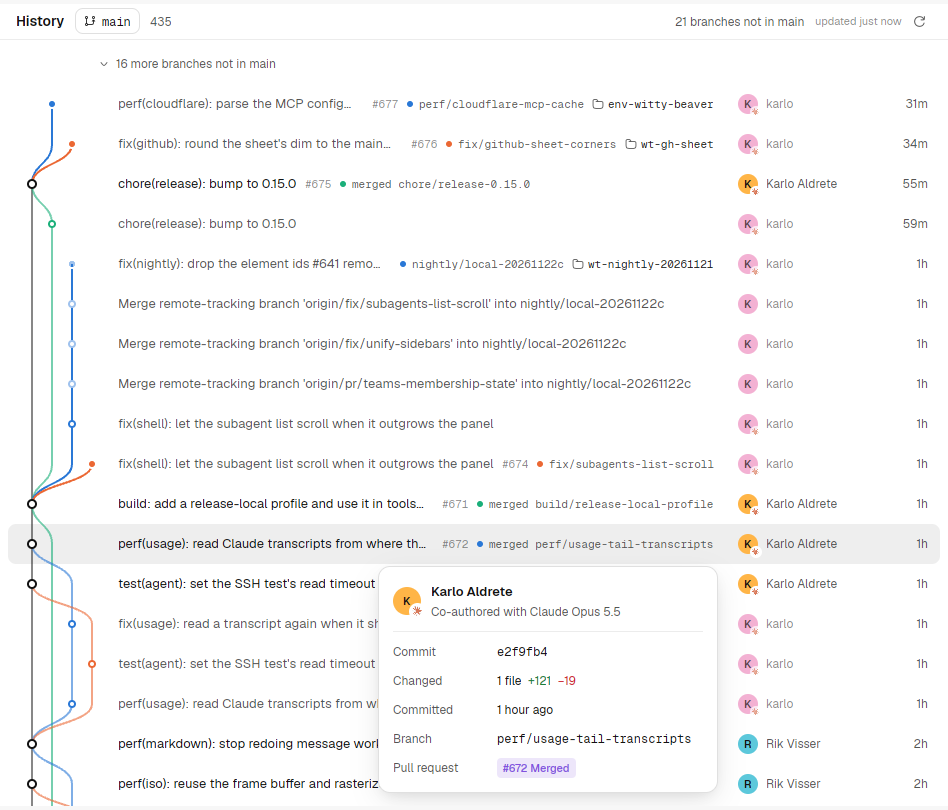 History main 435 21 branches not in main updated just now
16 more branches not in main
perf(cloudflare): parse the MCP config… #677 perf/cloudflare-mcp-cache env-witty-beaver K karlo 31m
fix(github): round the sheet's dim to the main… #676 fix/github-sheet-corners wt-gh-sheet K karlo 34m
chore(release): bump to 0.15.0 #675 merged chore/release-0.15.0 K Karlo Aldrete 55m
chore(release): bump to 0.15.0 K karlo 59m
fix(nightly): drop the element ids #641 remo… nightly/local-20261122c wt-nightly-20261121 K karlo 1h
Merge remote-tracking branch 'origin/fix/subagents-list-scroll' into nightly/local-20261122c K karlo 1h
Merge remote-tracking branch 'origin/fix/unify-sidebars' into nightly/local-20261122c K karlo 1h
Merge remote-tracking branch 'origin/pr/teams-membership-state' into nightly/local-20261122c K karlo 1h
fix(shell): let the subagent list scroll when it outgrows the panel K karlo 1h
fix(shell): let the subagent list scroll when it outgrows the panel #674 fix/subagents-list-scroll K karlo 1h
build: add a release-local profile and use it in tools… #671 merged build/release-local-profile K Karlo Aldrete 1h
perf(usage): read Claude transcripts from where th… #672 merged perf/usage-tail-transcripts K Karlo Aldrete 1h
test(agent): set the SSH test's read timeout K Karlo Aldrete 1h
fix(usage): read a transcript again when it sh K karlo 1h
test(agent): set the SSH test's read timeout K karlo 1h
perf(usage): read Claude transcripts from wh K karlo 1h
perf(markdown): stop redoing message worl R Rik Visser 2h
perf(iso): reuse the frame buffer and rasteriz R Rik Visser 2h
K Karlo Aldrete
Co-authored with Claude Opus 5.5
Commit e2f9fb4
Changed 1 file +121 −19
Committed 1 hour ago
Branch perf/usage-tail-transcripts
Pull request #672 Merged